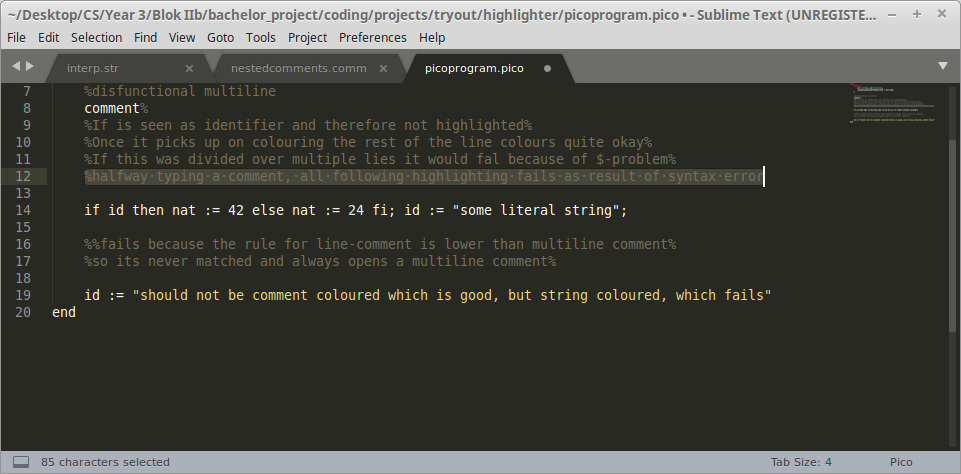 ~/Desktop/CS/Year 3/Blok IIb/bachelor_project/coding/projects/tryout/highlighter/picoprogram.pico • - Sublime Text (UNREGISTE...
File Edit Selection Find View Goto Tools Project Preferences Help
interp.str × nestedcomments.comm × picoprogram.pico
7 %disfunctional multiline
8 comment%
9 %If is seen as identifier and therefore not highlighted%
10 %Once it picks up on colouring the rest of the line colours quite okay%
11 %If this was divided over multiple lies it would fal because of $-problem%
12 %halfway·typing·a·comment,·all·following·highlighting·fails·as·result·of·syntax·error
13
14 if id then nat := 42 else nat := 24 fi; id := "some literal string";
15
16 %%fails because the rule for line-comment is lower than multiline comment%
17 %so its never matched and always opens a multiline comment%
18
19 id := "should not be comment coloured which is good, but string coloured, which fails"
20 end
85 characters selected Tab Size: 4 Pico